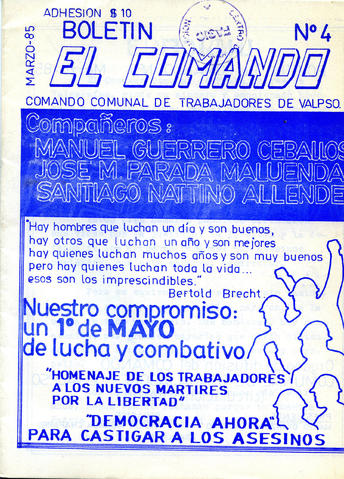 ADHESION $ 10
BOLETIN Nº 4
MARZO-85
EL COMANDO
COMANDO COMUNAL DE TRABAJADORES DE VALPSO.
Compañeros:
MANUEL GUERRERO CEBALLOS
JOSE M. PARADA MALUENDA
SANTIAGO NATTINO ALLENDE
"Hay hombres que luchan un día y son buenos,
hay otros que luchan un año y son mejores
hay quienes luchan muchos años y son muy buenos
pero hay quienes luchan toda la vida...
esos son los imprescindibles."
Bertold Brecht.
Nuestro compromiso:
un 1º de MAYO
de lucha y combativo
"HOMENAJE DE LOS TRABAJADORES
A LOS NUEVOS MARTIRES
POR LA LIBERTAD"
"DEMOCRACIA AHORA"
PARA CASTIGAR A LOS ASESINOS
CENTRO
FASIC